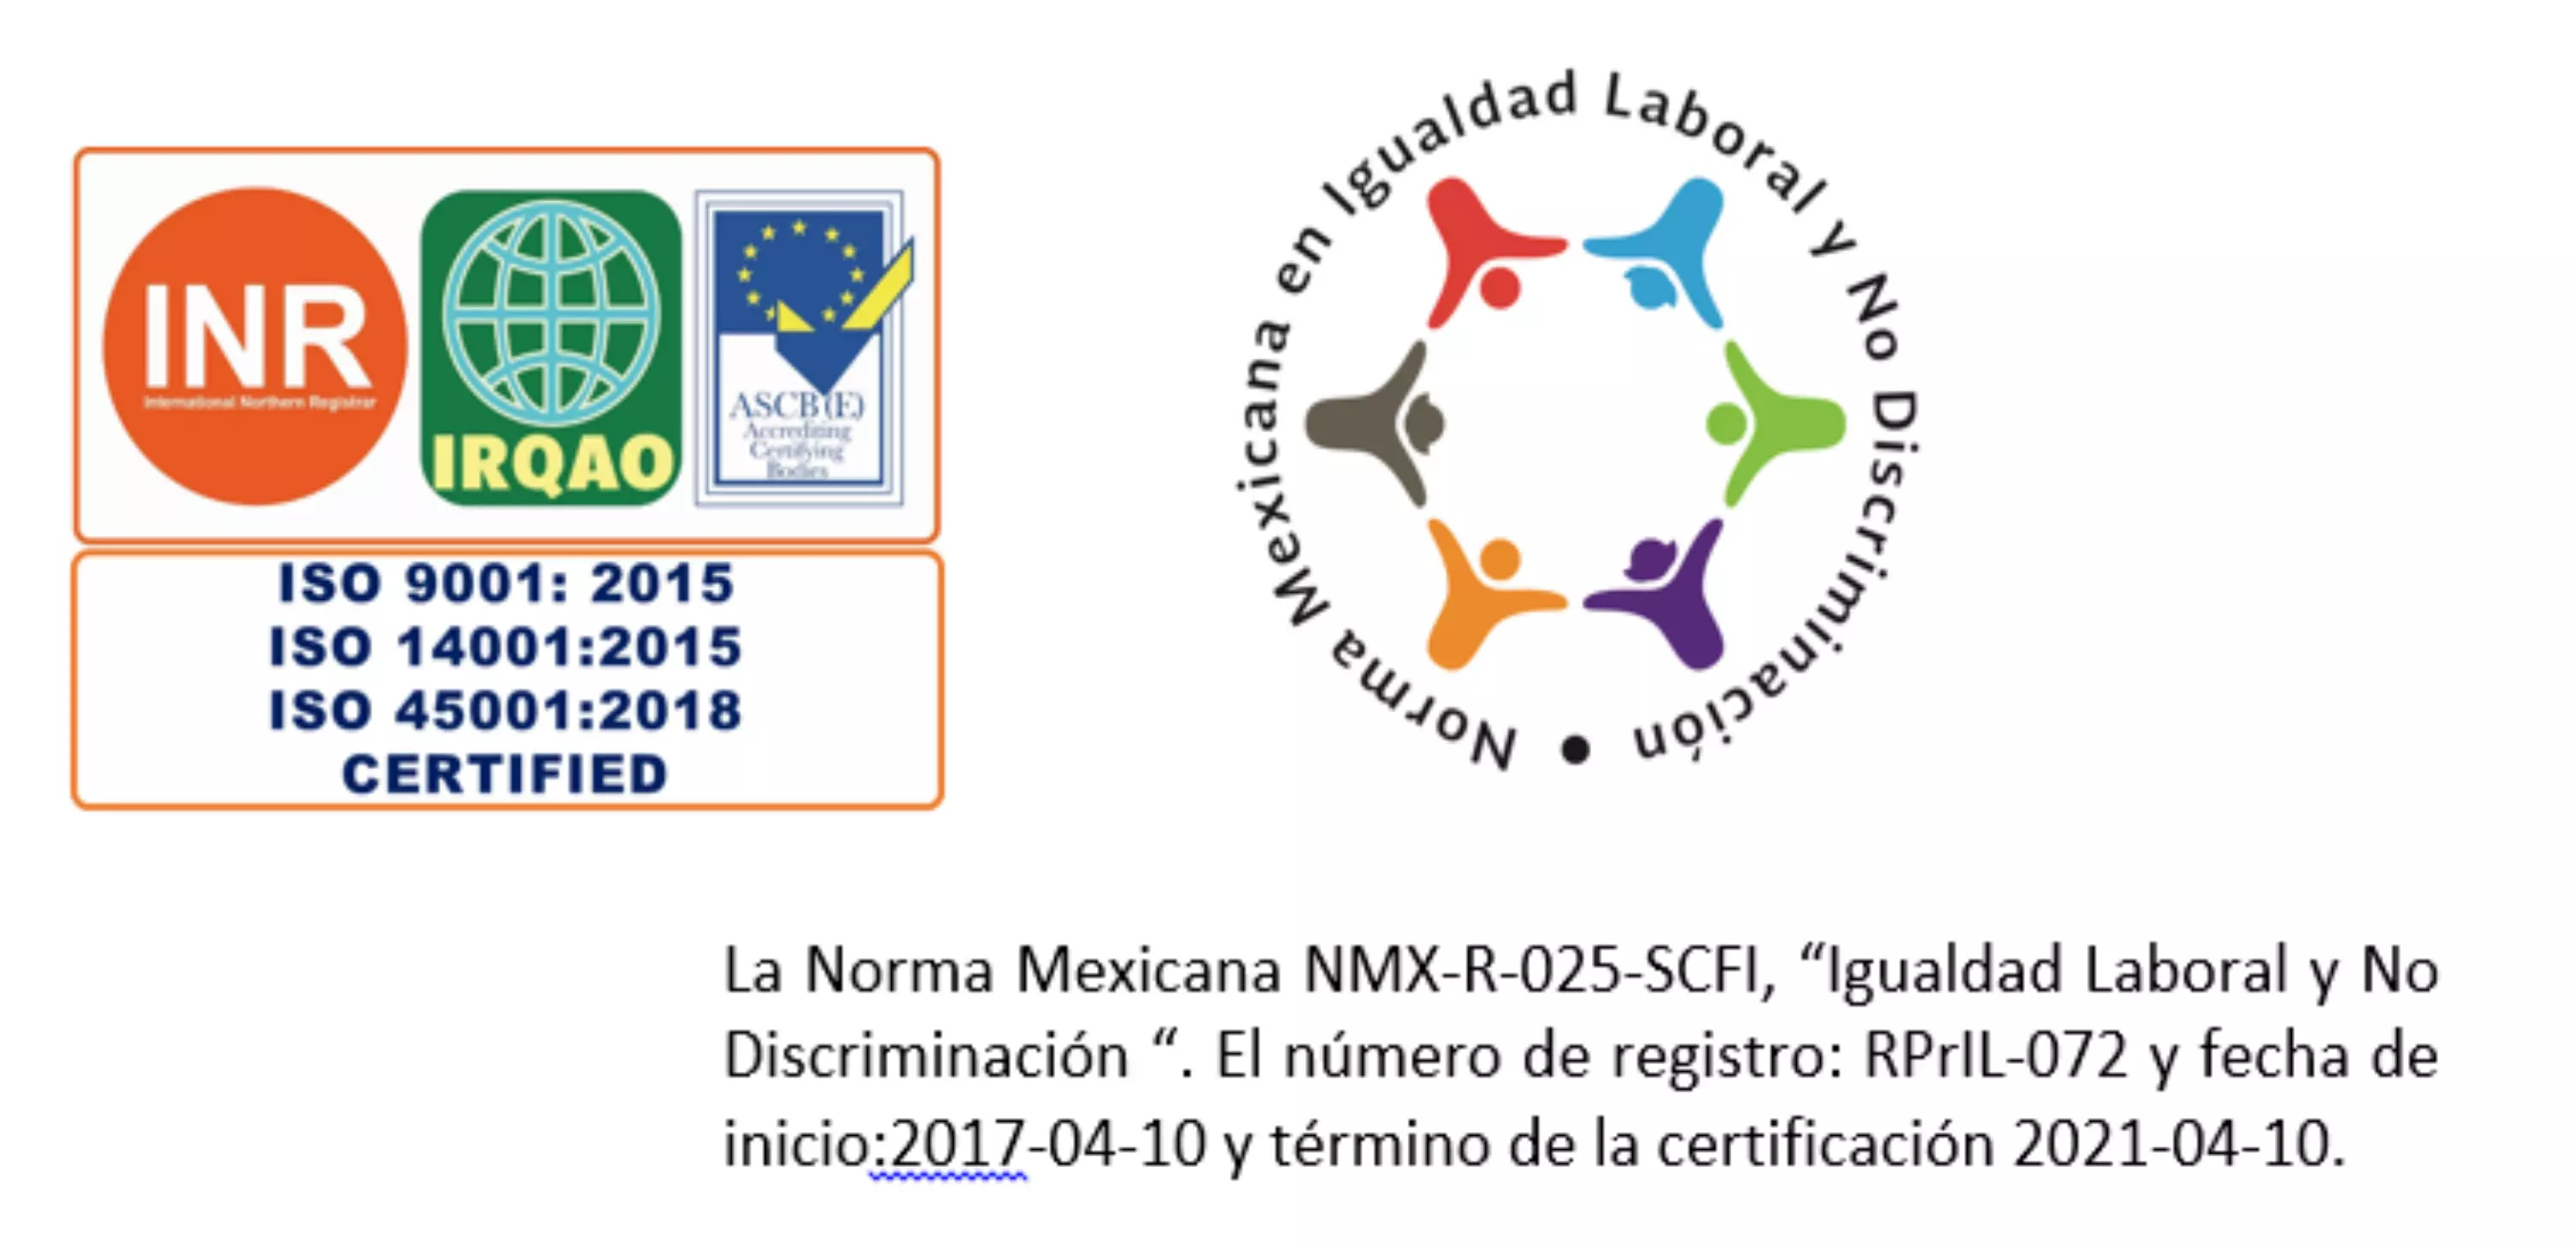 INR
International Northern Registrar
IRQAO
ASCB(E)
Accrediting
Certifying
Bodies
ISO 9001: 2015
ISO 14001:2015
ISO 45001:2018
CERTIFIED
Norma Mexicana en Igualdad Laboral y No Discriminación •
La Norma Mexicana NMX-R-025-SCFI, “Igualdad Laboral y No
Discriminación “. El número de registro: RPrIL-072 y fecha de
inicio:2017-04-10 y término de la certificación 2021-04-10.